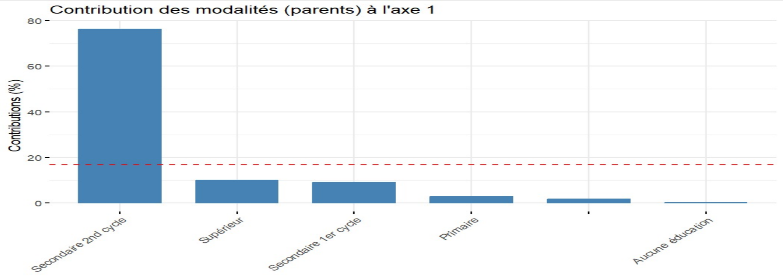 Contribution des modalités (parents) à l'axe 1
Contributions (%)
80
60
40
20
0
Secondaire 2nd cycle
Supérieur
Secondaire 1er cycle
Primaire
Aucune éducation